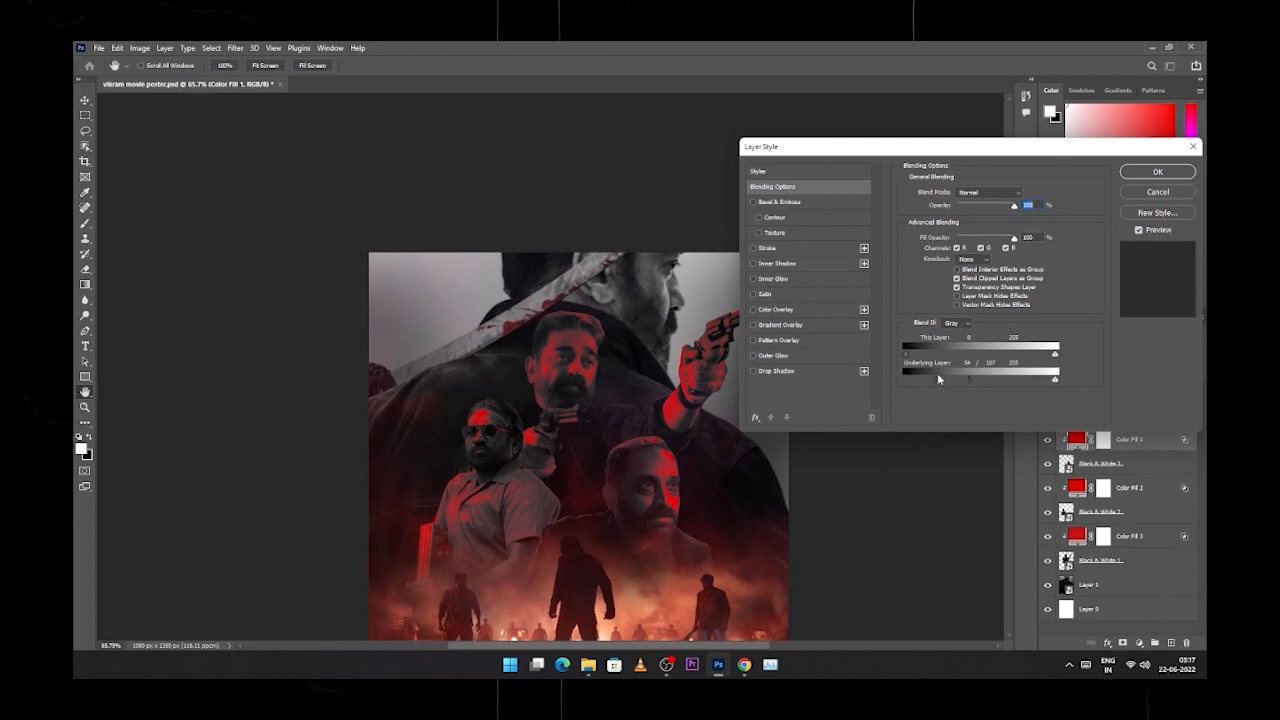 Ps File Edit Image Layer Type Select Filter 3D View Plugins Window Help
Scroll All Windows 100% Fit Screen Fill Screen
vikram movie poster.psd @ 65.7% (Color Fill 1, RGB/8) * ×
Color Swatches Gradients Patterns
Layer Style
Styles
Blending Options
Bevel & Emboss
Contour
Texture
Stroke
Inner Shadow
Inner Glow
Satin
Color Overlay
Gradient Overlay
Pattern Overlay
Outer Glow
Drop Shadow
fx
Blending Options
General Blending
Blend Mode: Normal
Opacity: 100 %
Advanced Blending
Fill Opacity: 100 %
Channels: R G B
Knockout: None
Blend Interior Effects as Group
Blend Clipped Layers as Group
Transparency Shapes Layer
Layer Mask Hides Effects
Vector Mask Hides Effects
Blend If: Gray
This Layer: 0 255
Underlying Layer: 54 / 107 255
OK
Cancel
New Style...
Preview
Color Fill 1
Black & White 3
Color Fill 2
Black & White 2
Color Fill 3
Black & White 1
Layer 1
Layer 0
fx
65.75% 1080 px x 1350 px (118.11 ppcm)
Ps
Pr
ENG
IN
03:17
22-06-2022